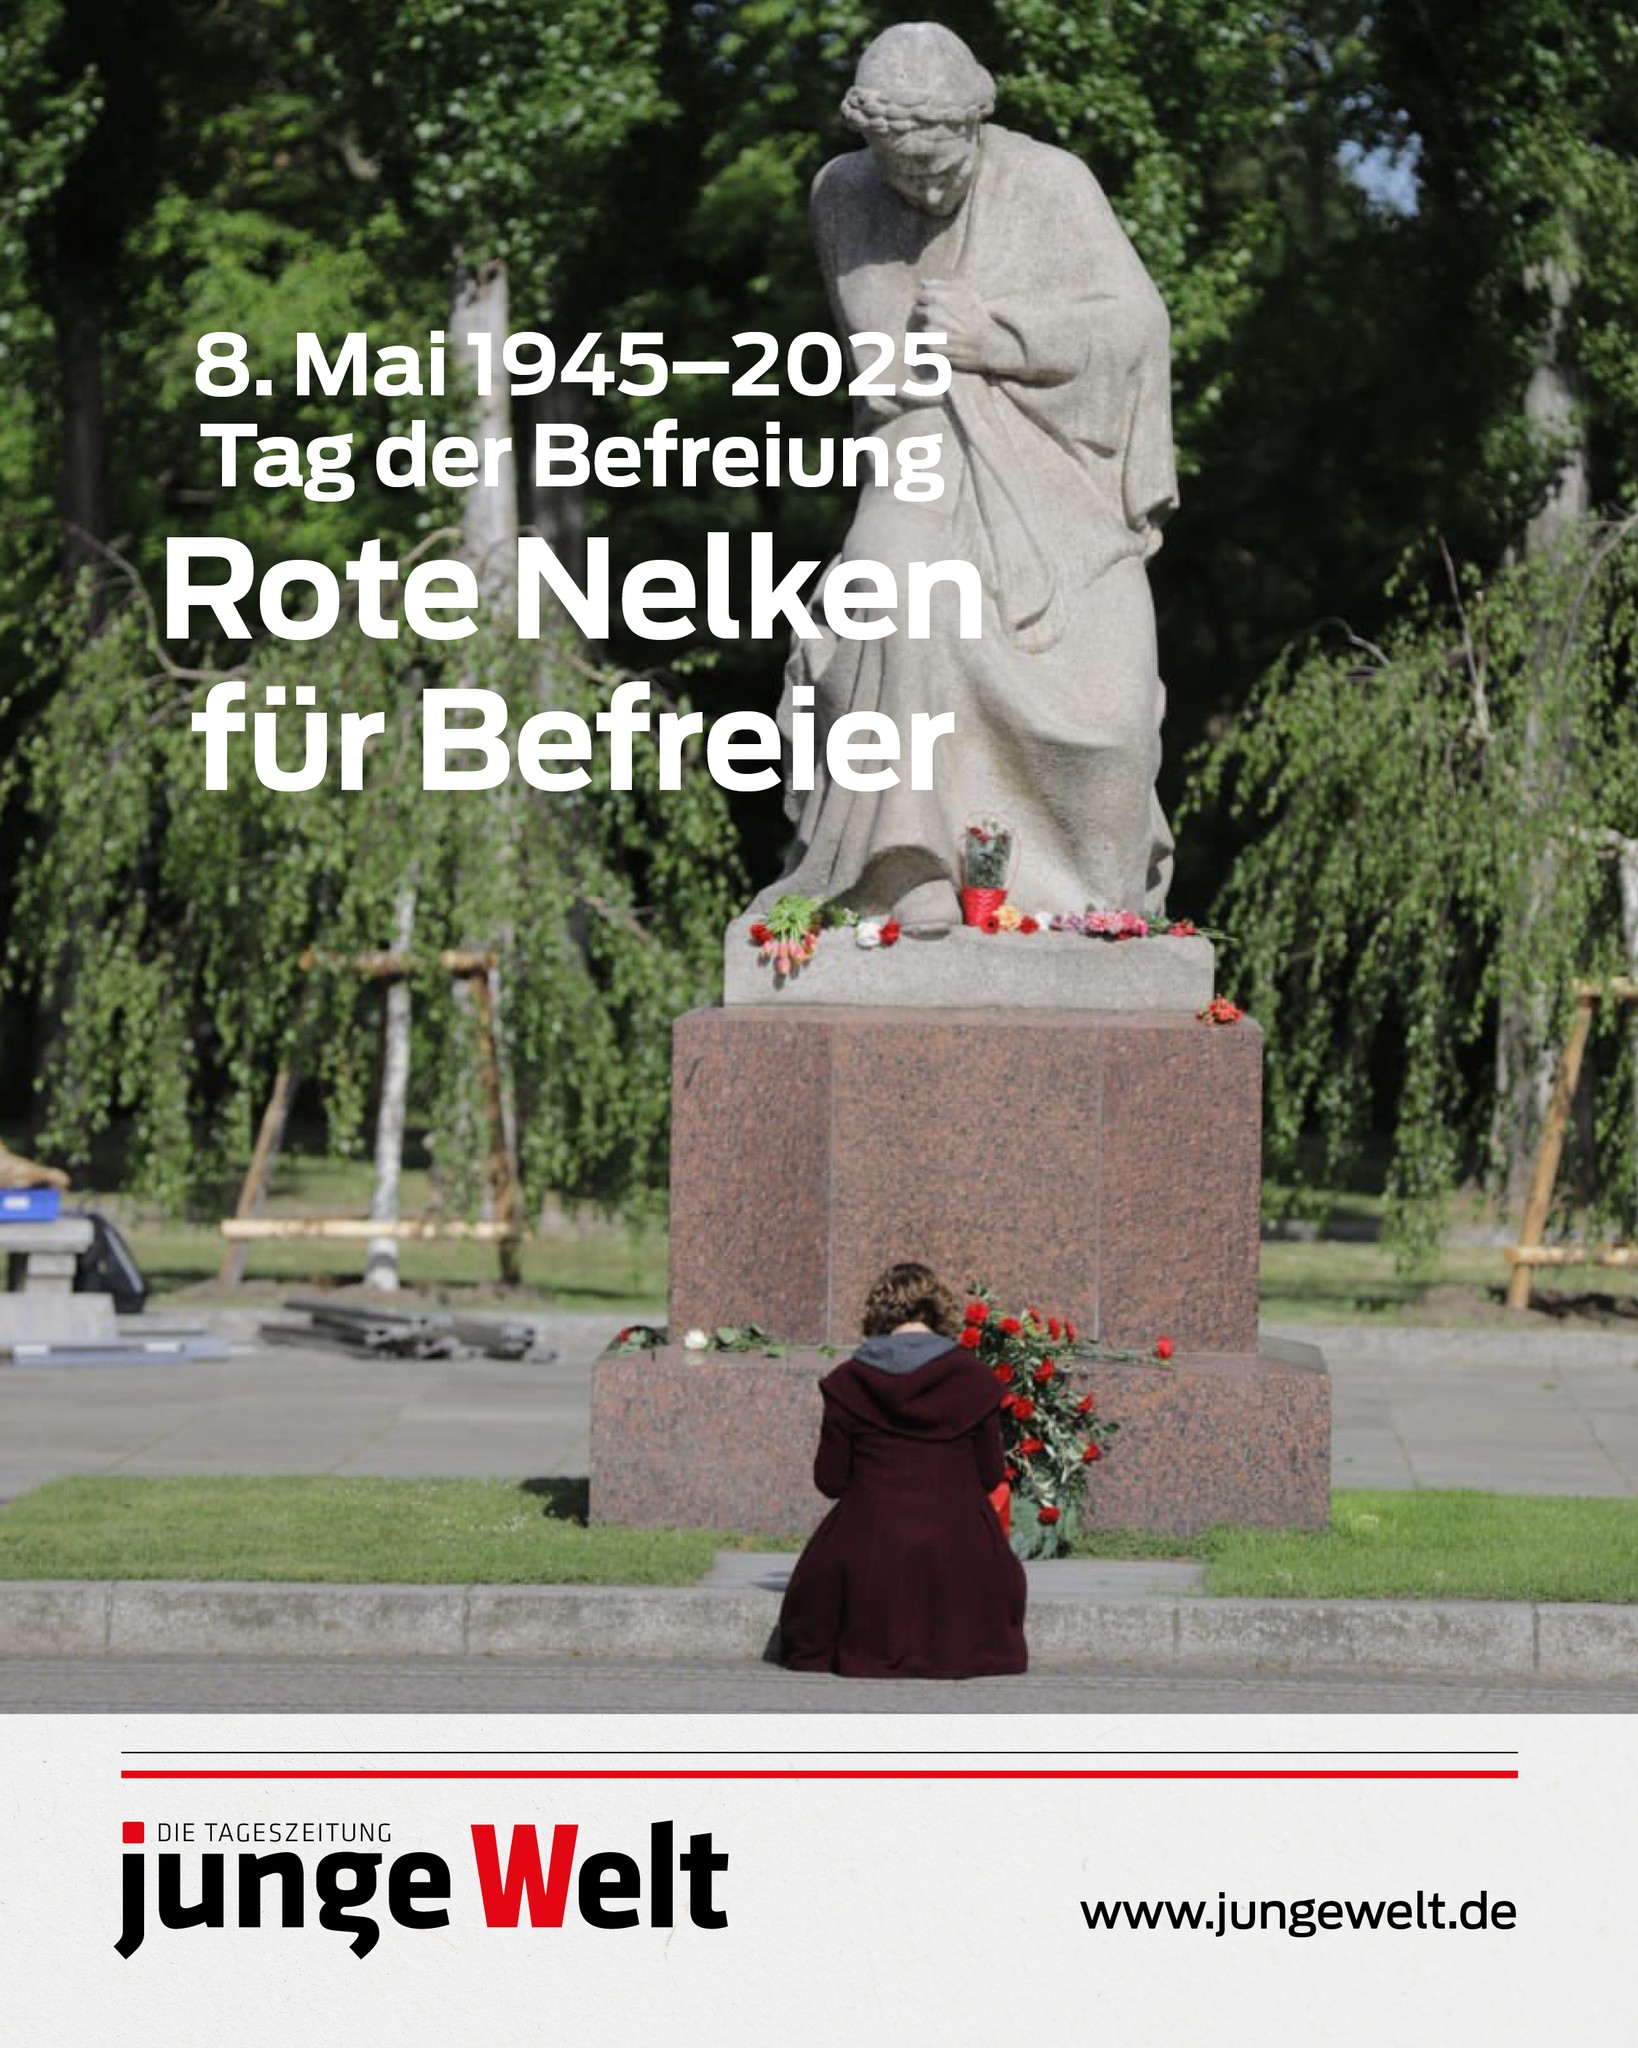 8. Mai 1945–2025
Tag der Befreiung
Rote Nelken
für Befreier
DIE TAGESZEITUNG
junge Welt
www.jungewelt.de